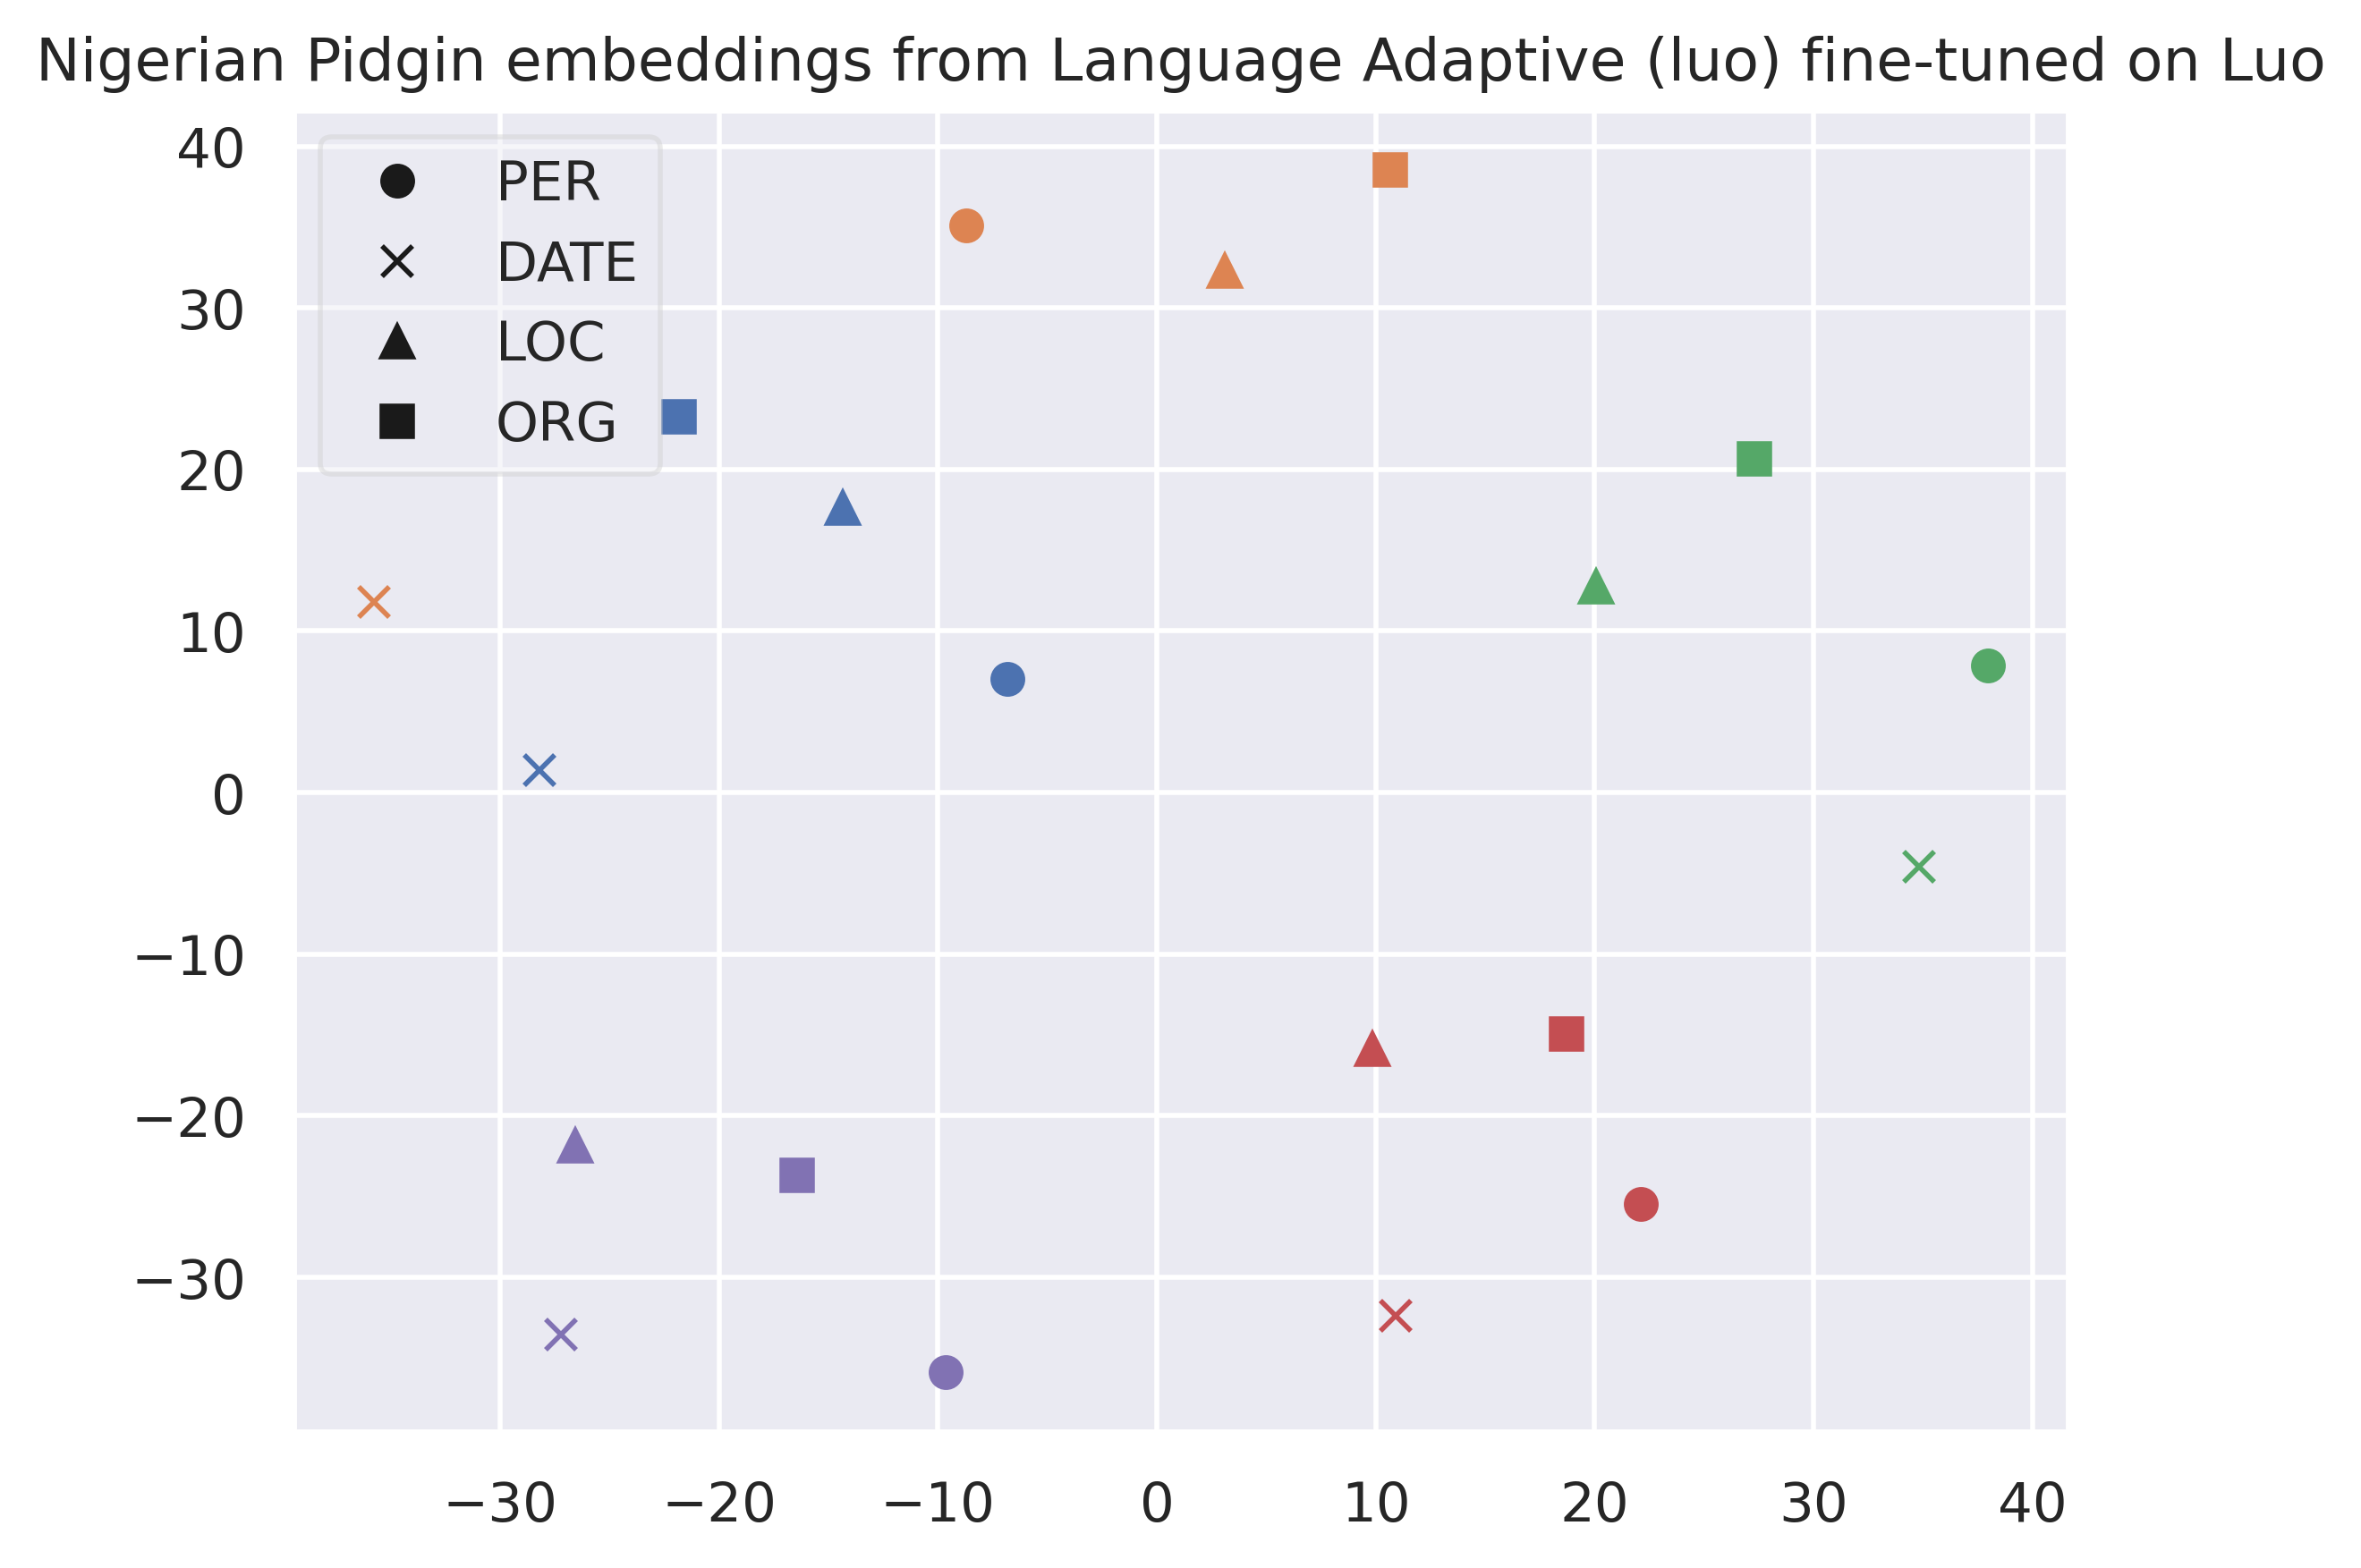 Nigerian Pidgin embeddings from Language Adaptive (luo) fine-tuned on Luo
PER
DATE
LOC
ORG
40
30
20
10
0
−10
−20
−30
−30 −20 −10 0 10 20 30 40